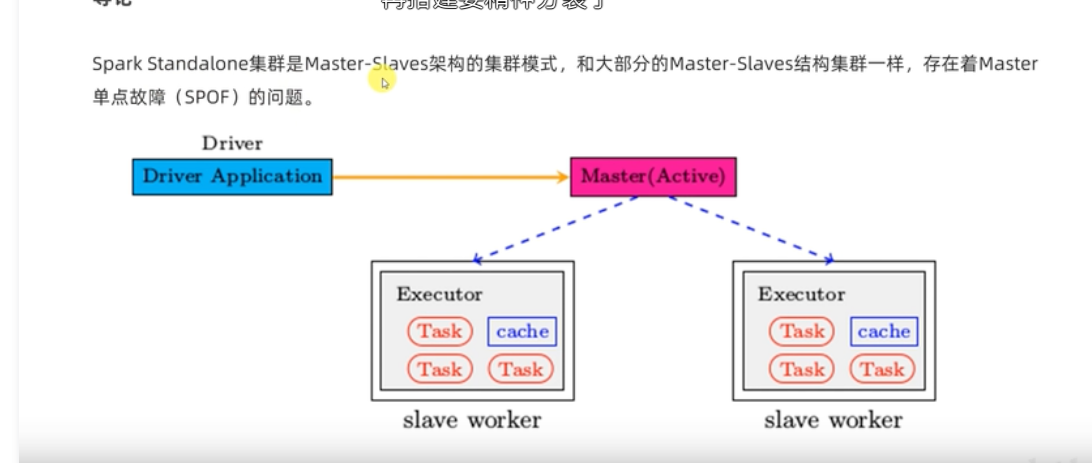 Spark Standalone集群是Master-Slaves架构的集群模式，和大部分的Master-Slaves结构集群一样，存在着Master
单点故障（SPOF）的问题。
Driver
Driver Application
Master(Active)
Executor
Executor
Task cache
Task cache
Task Task
Task Task
slave worker
slave worker